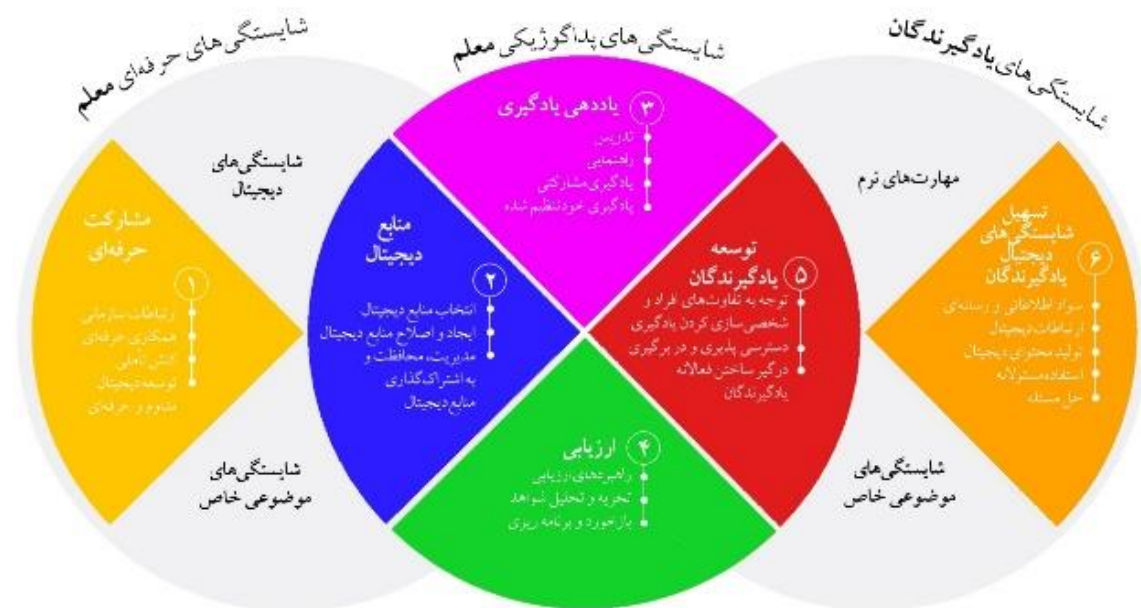 شایستگی‌های حرفه‌ای معلم
شایستگی‌های پداگوژیکی معلم
شایستگی‌های یادگیرندگان
شایستگی‌های
دیجیتال
مشارکت
حرفه‌ای
۱
ارتباطات سازمانی
همکاری حرفه‌ای
کنش تأملی
توسعه دیجیتال
مداوم و حرفه‌ای
شایستگی‌های
موضوعی خاص
منابع
دیجیتال
۲
انتخاب منابع دیجیتال
ایجاد و اصلاح منابع دیجیتال
مدیریت، محافظت و
به اشتراک‌گذاری
منابع دیجیتال
۳ یاددهی یادگیری
تدریس
راهنمایی
یادگیری مشارکتی
یادگیری خودتنظیم شده
۴ ارزیابی
راهبردهای ارزیابی
تجزیه و تحلیل شواهد
بازخورد و برنامه ریزی
توسعه
یادگیرندگان
۵
توجه به تفاوت‌های افراد و
شخصی‌سازی کردن یادگیری
دسترسی پذیری و در برگیری
درگیر ساختن فعالانه
یادگیرندگان
مهارت‌های نرم
تسهیل
شایستگی‌های
دیجیتال
یادگیرندگان
۶
سواد اطلاعاتی و رسانه‌ای
ارتباطات دیجیتال
تولید محتوی دیجیتال
استفاده مسئولانه
حل مسئله
شایستگی‌های
موضوعی خاص